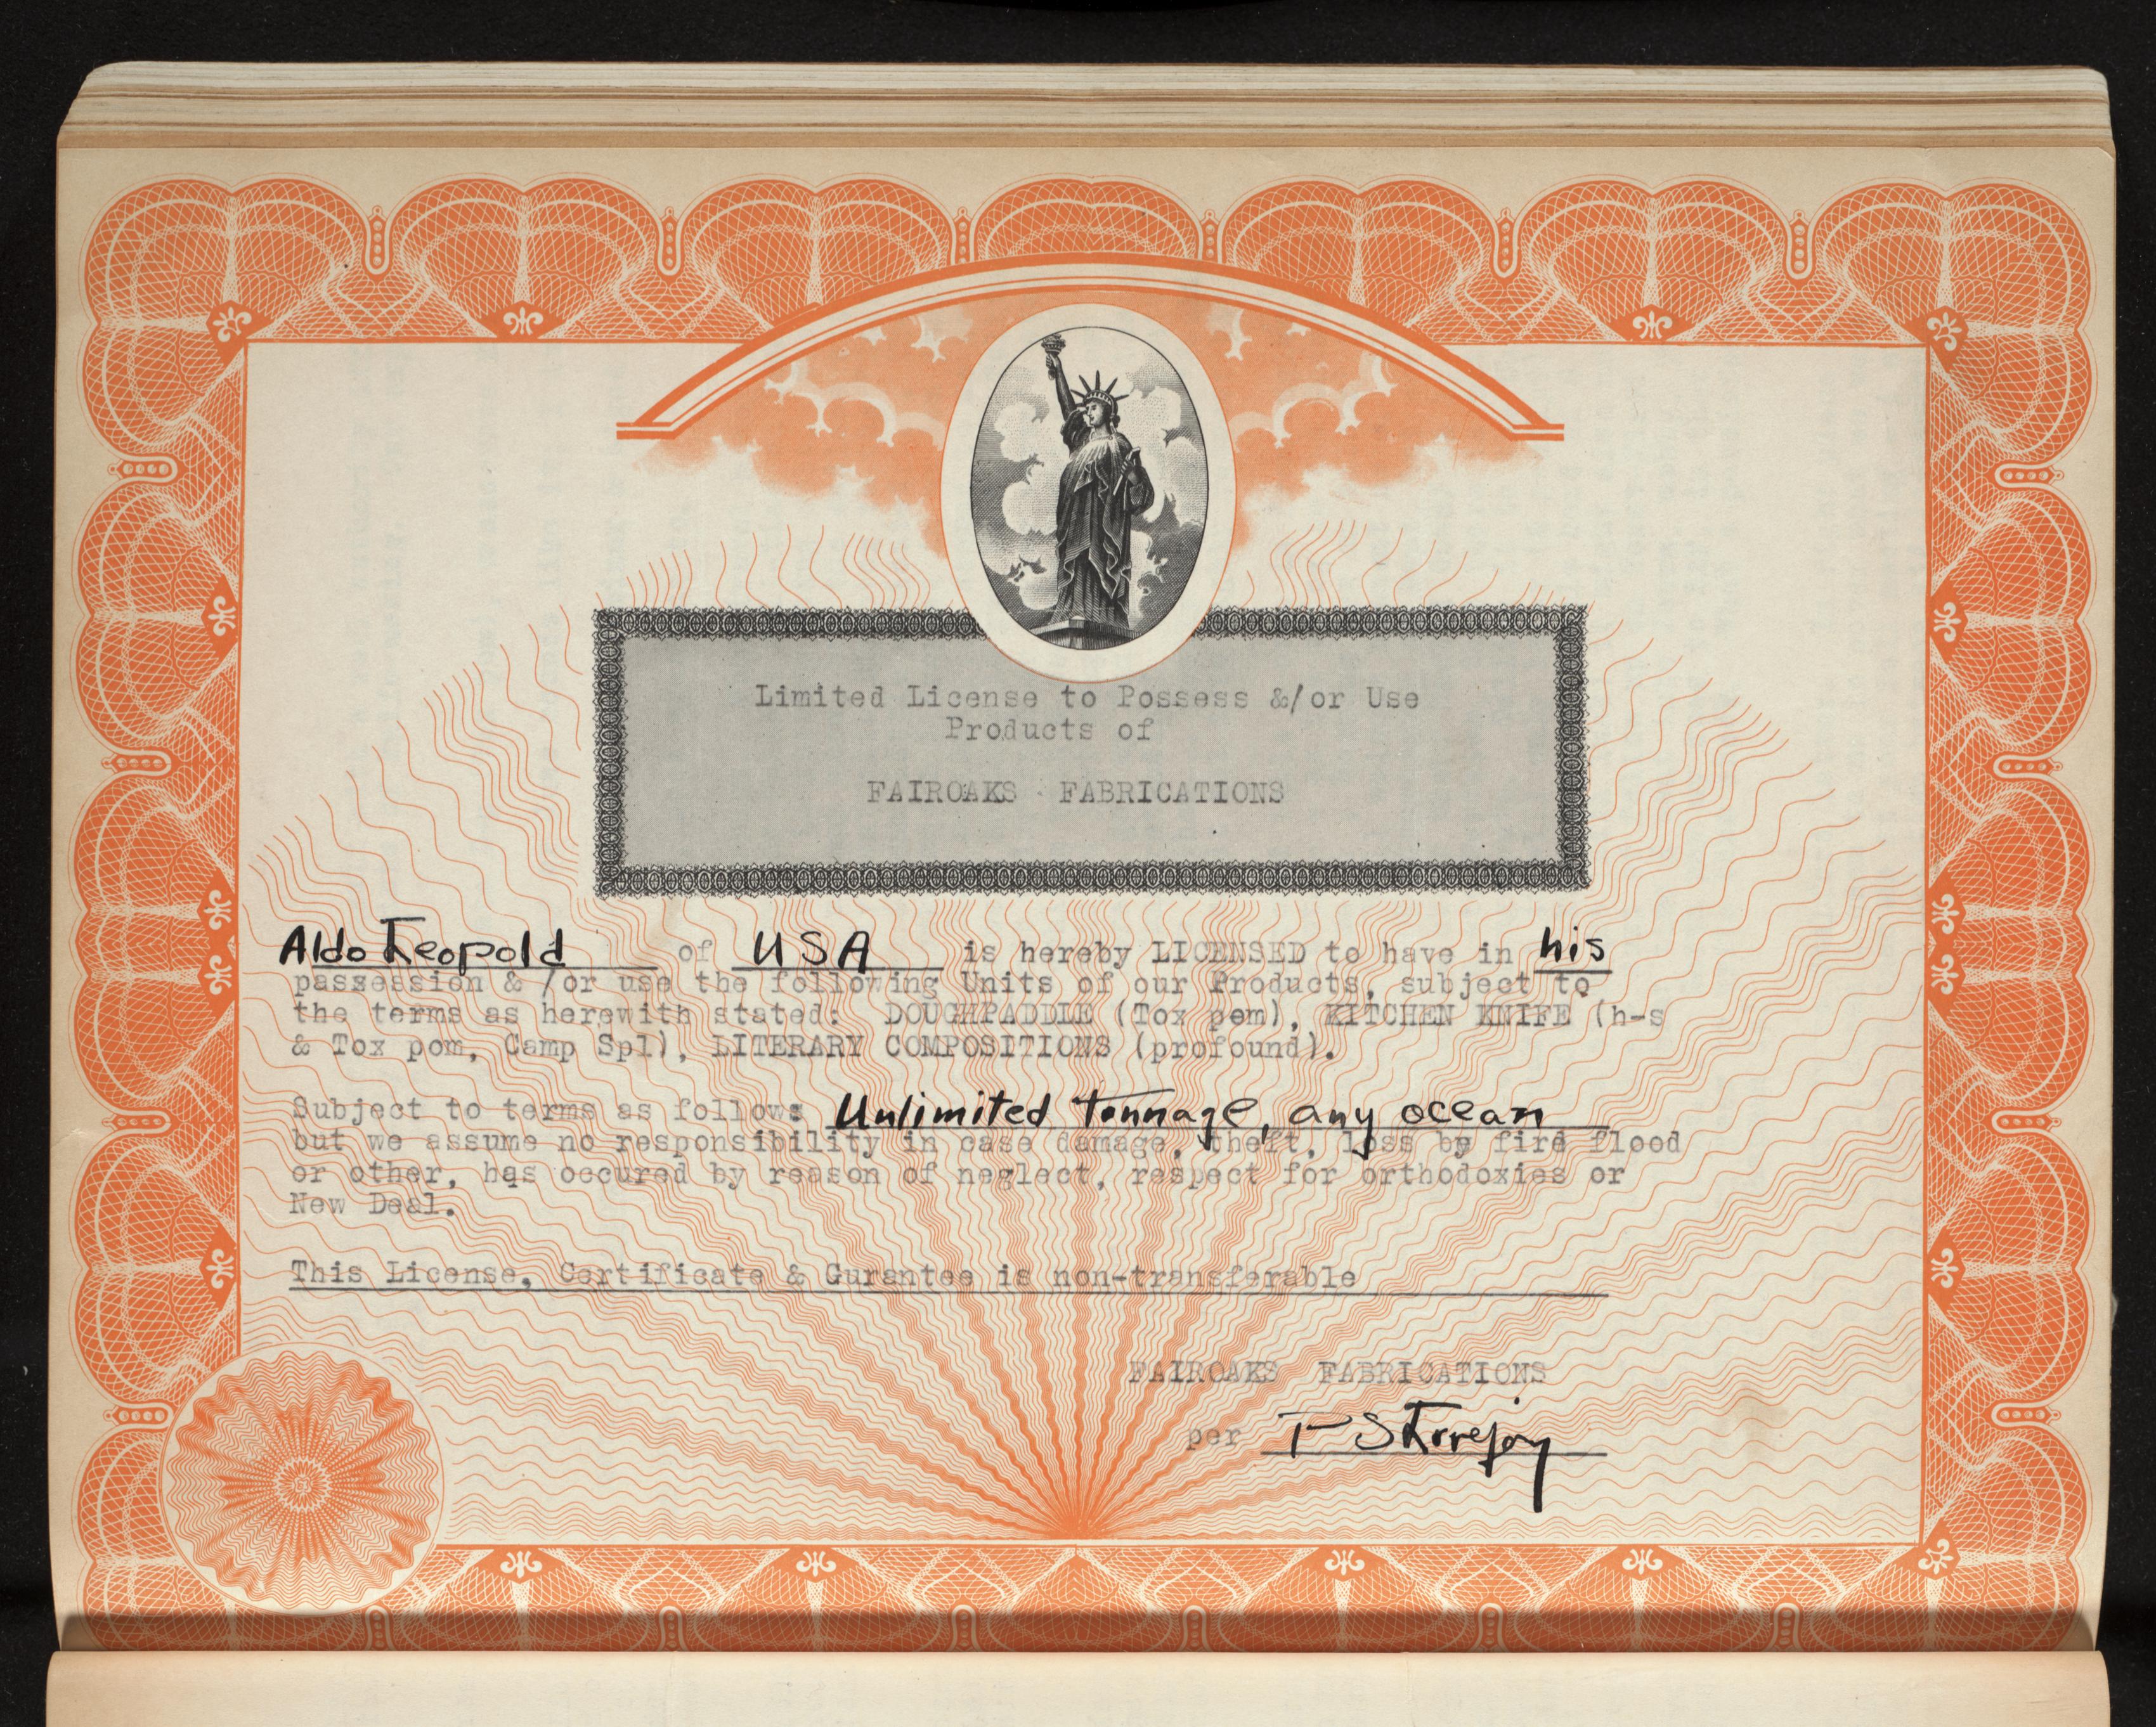 Limited License to Possess &/or Use
Products of
FAIROAKS FABRICATIONS
Aldo Leopold of USA is hereby LICENSED to have in his
passession & /or use the following Units of our Products, subject to
the terms as herewith stated: DOUGHPADDLE (Tox pom), KITCHEN KNIFE (h-s
& Tox pom, Camp Spl), LITERARY COMPOSITIONS (profound).
Subject to terms as follows Unlimited tonnage, any ocean
but we assume no responsibility in case damage, theft, loss by fire flood
or other, has occured by reason of neglect, respect for orthodoxies or
New Deal.
This License, Certificate & Gurantee is non-transferable
FAIROAKS FABRICATIONS
per